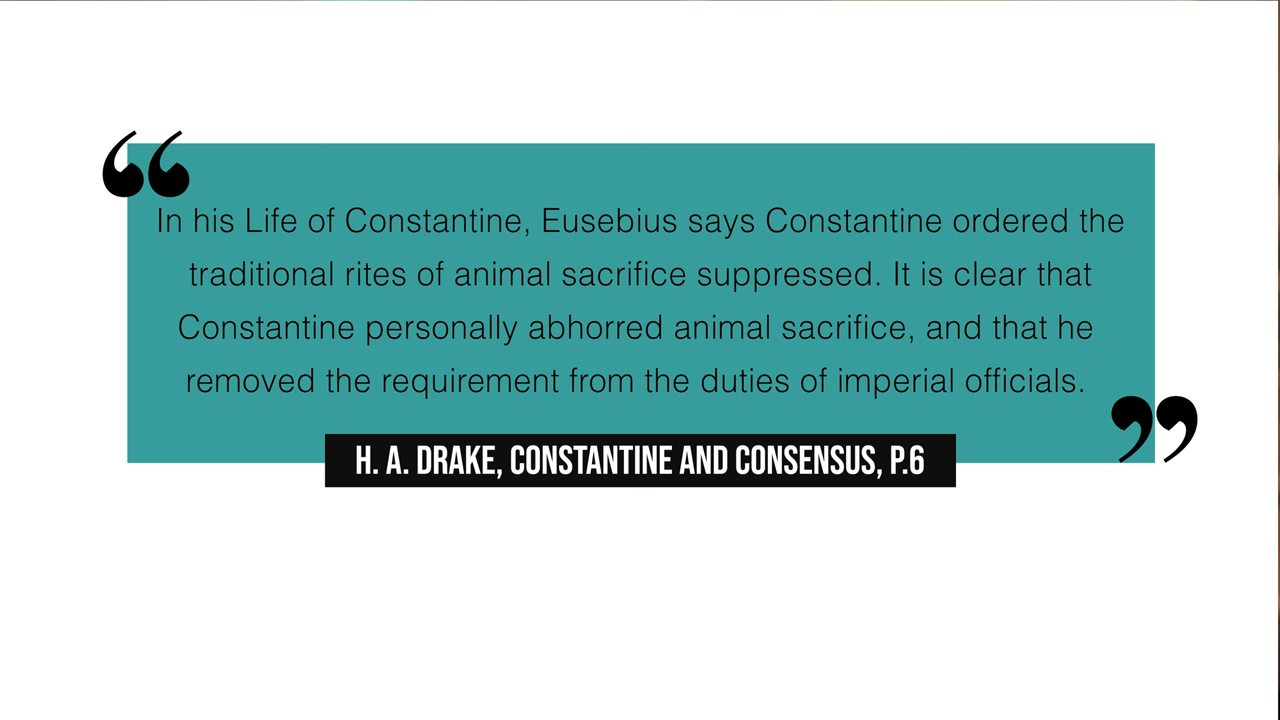 “
In his Life of Constantine, Eusebius says Constantine ordered the
traditional rites of animal sacrifice suppressed. It is clear that
Constantine personally abhorred animal sacrifice, and that he
removed the requirement from the duties of imperial officials.
”
H. A. DRAKE, CONSTANTINE AND CONSENSUS, P.6